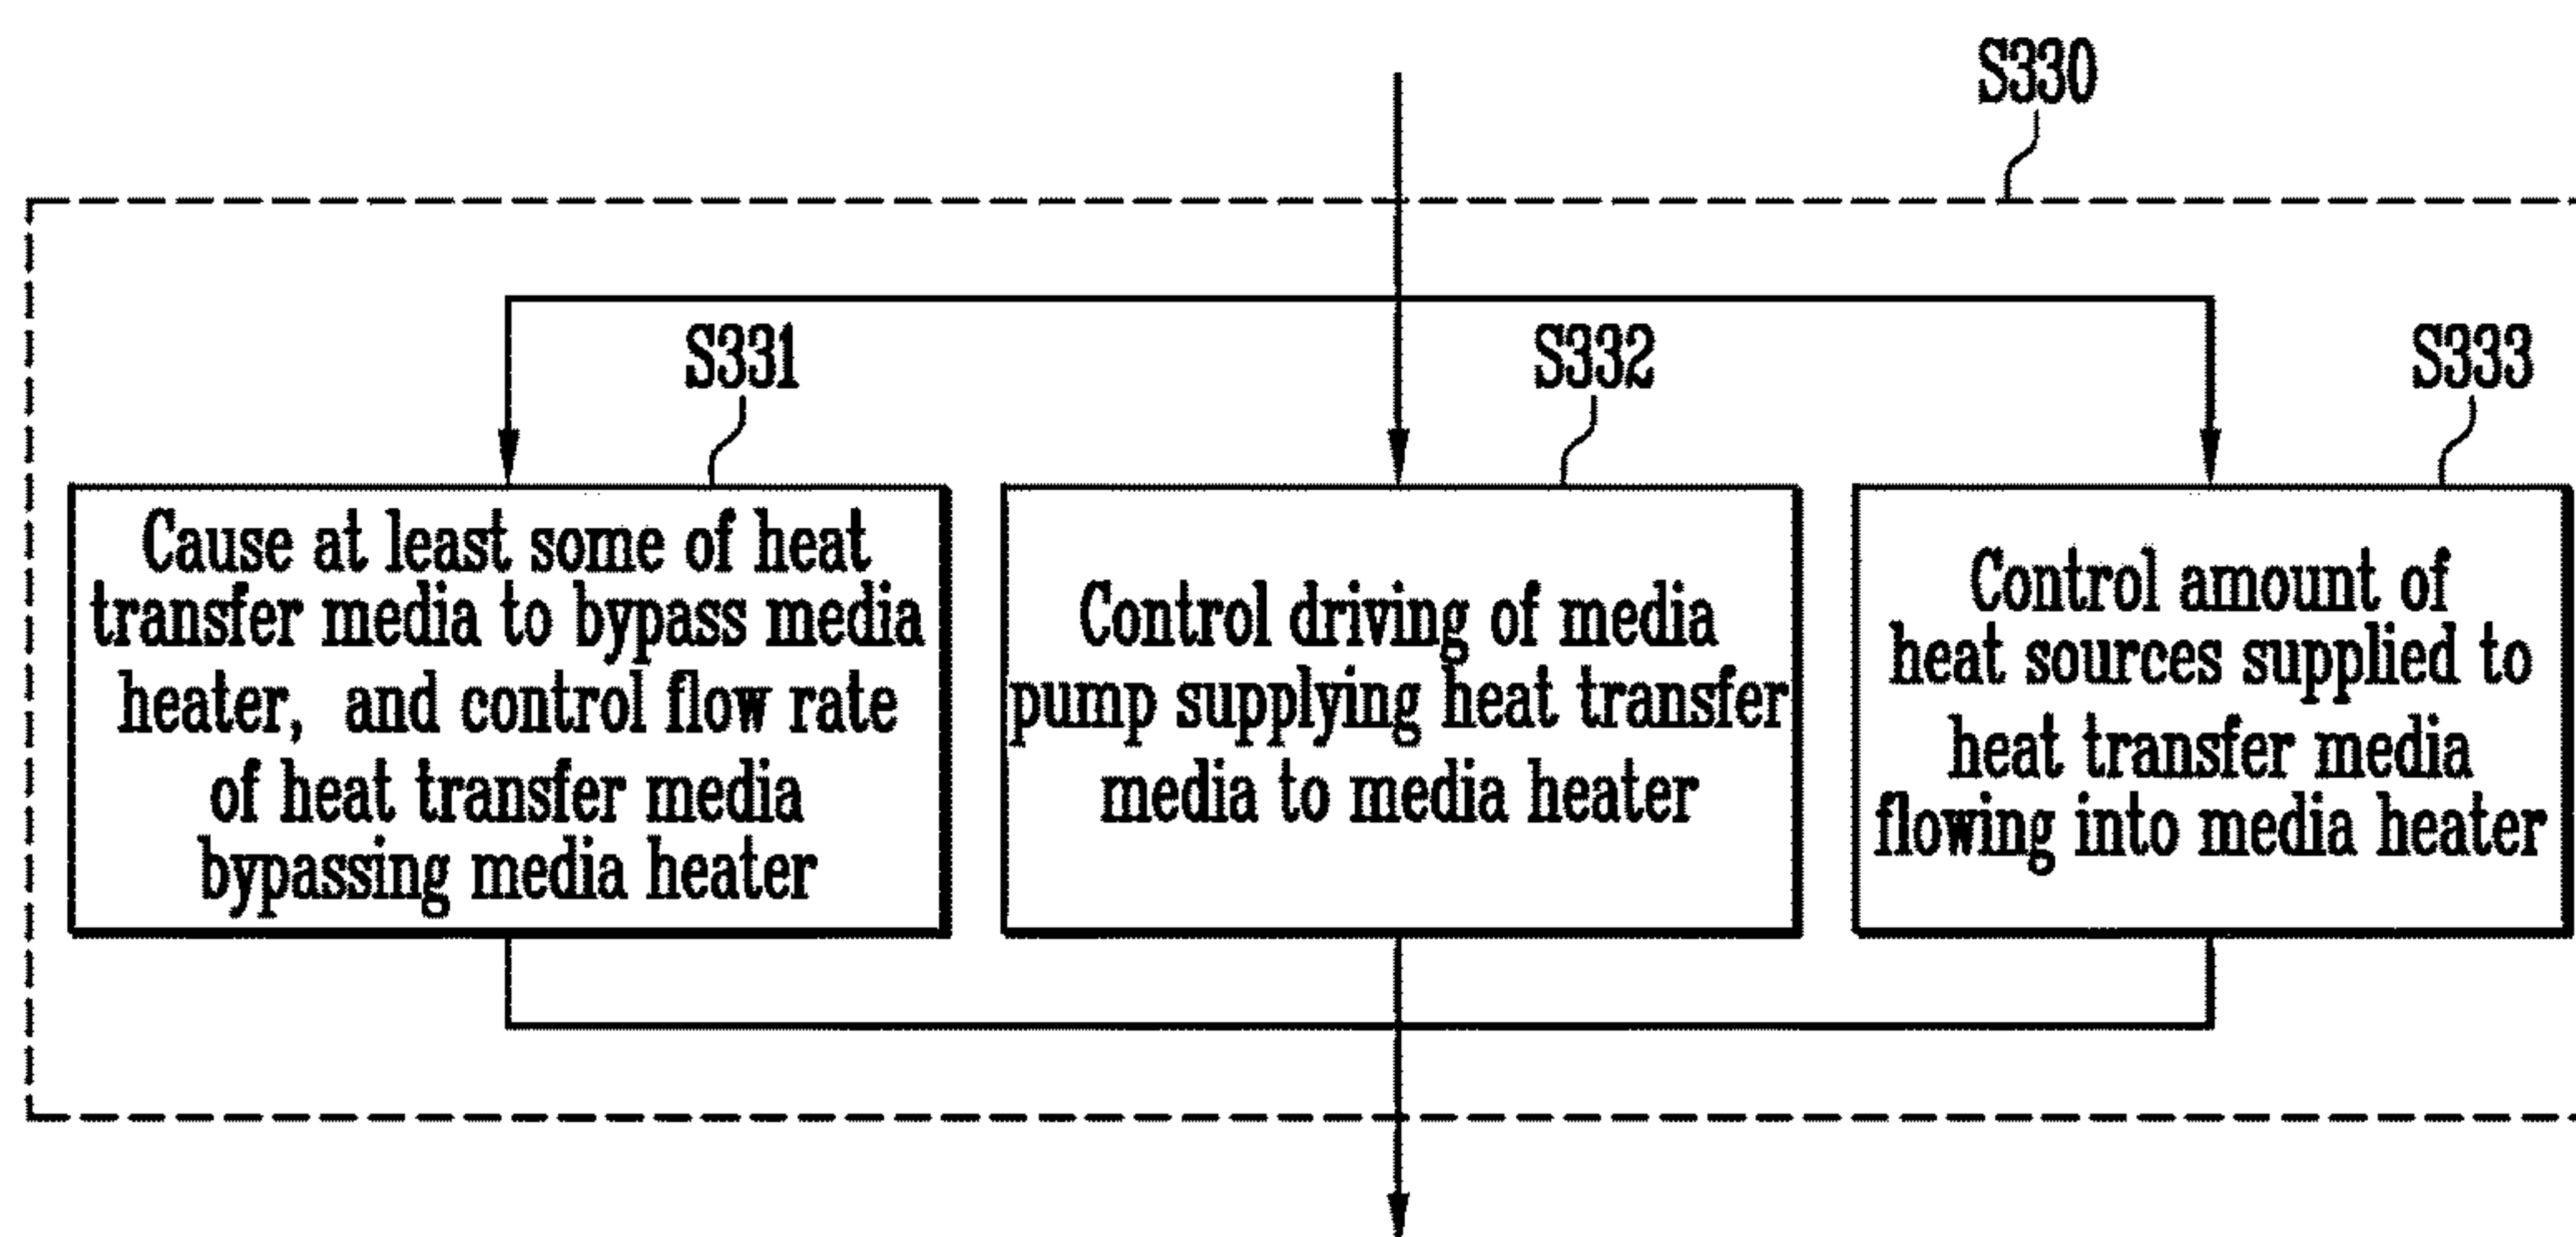 S330
S331
S332
S333
Cause at least some of heat
transfer media to bypass media
heater, and control flow rate
of heat transfer media
bypassing media heater
Control driving of media
pump supplying heat transfer
media to media heater
Control amount of
heat sources supplied to
heat transfer media
flowing into media heater